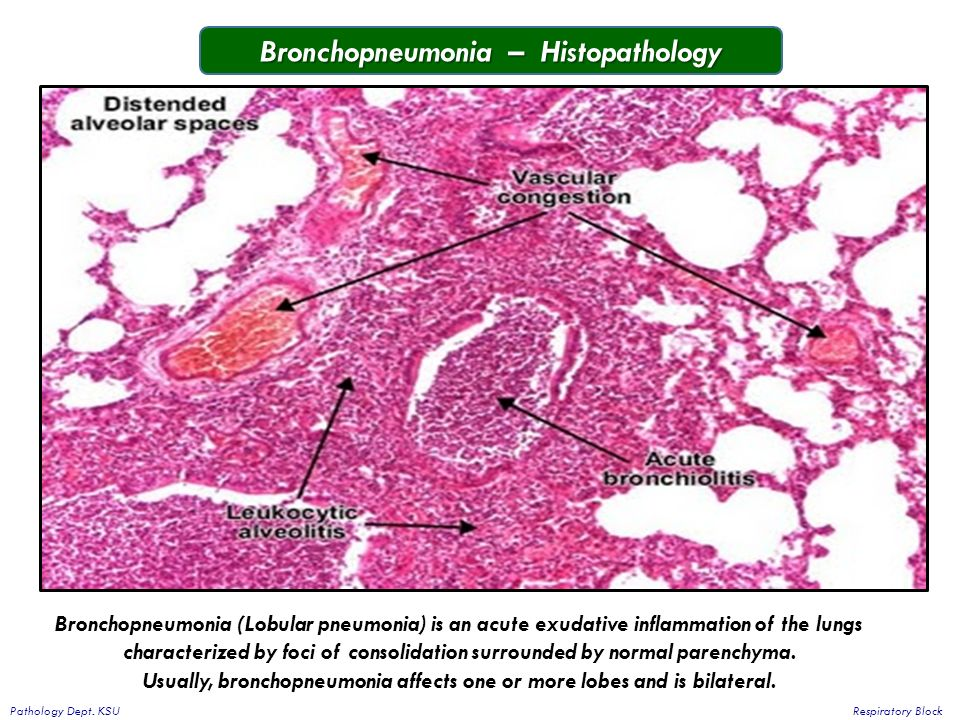 Bronchopneumonia – Histopathology
Distended
alveolar spaces
Vascular
congestion
Acute
bronchiolitis
Leukocytic
alveolitis
Bronchopneumonia (Lobular pneumonia) is an acute exudative inflammation of the lungs
characterized by foci of consolidation surrounded by normal parenchyma.
Usually, bronchopneumonia affects one or more lobes and is bilateral.
Pathology Dept. KSU
Respiratory Block